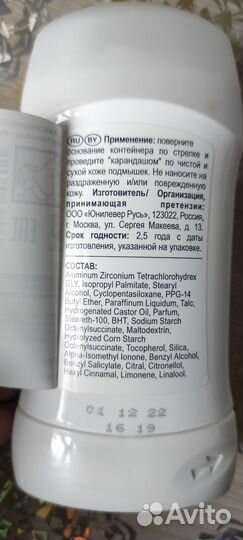 RU BY Применение: поверните
основание контейнера по стрелке и
проведите "карандашом" по чистой и
сухой коже подмышек. Не наносите на
раздраженную и/или поврежденную
кожу. Изготовитель/ Организация,
принимающая претензии:
ООО «Юнилевер Русь», 123022, Россия,
г. Москва, ул. Сергея Макеева, д. 13.
Срок годности: 2,5 года с даты
изготовления, указанной на упаковке.
СОСТАВ:
Aluminum Zirconium Tetrachlorohydrex
GLY, Isopropyl Palmitate, Stearyl
Alcohol, Cyclopentasiloxane, PPG-14
Butyl Ether, Paraffinum Liquidum, Talc,
Hydrogenated Castor Oil, Parfum,
Steareth-100, BHT, Sodium Starch
Octenylsuccinate, Maltodextrin,
Hydrolyzed Corn Starch
Octenylsuccinate, Tocopherol, Silica,
Alpha-Isomethyl Ionone, Benzyl Alcohol,
Benzyl Salicylate, Citral, Citronellol,
Hexyl Cinnamal, Limonene, Linalool.
01 12 22
16 19
EAC
Avito